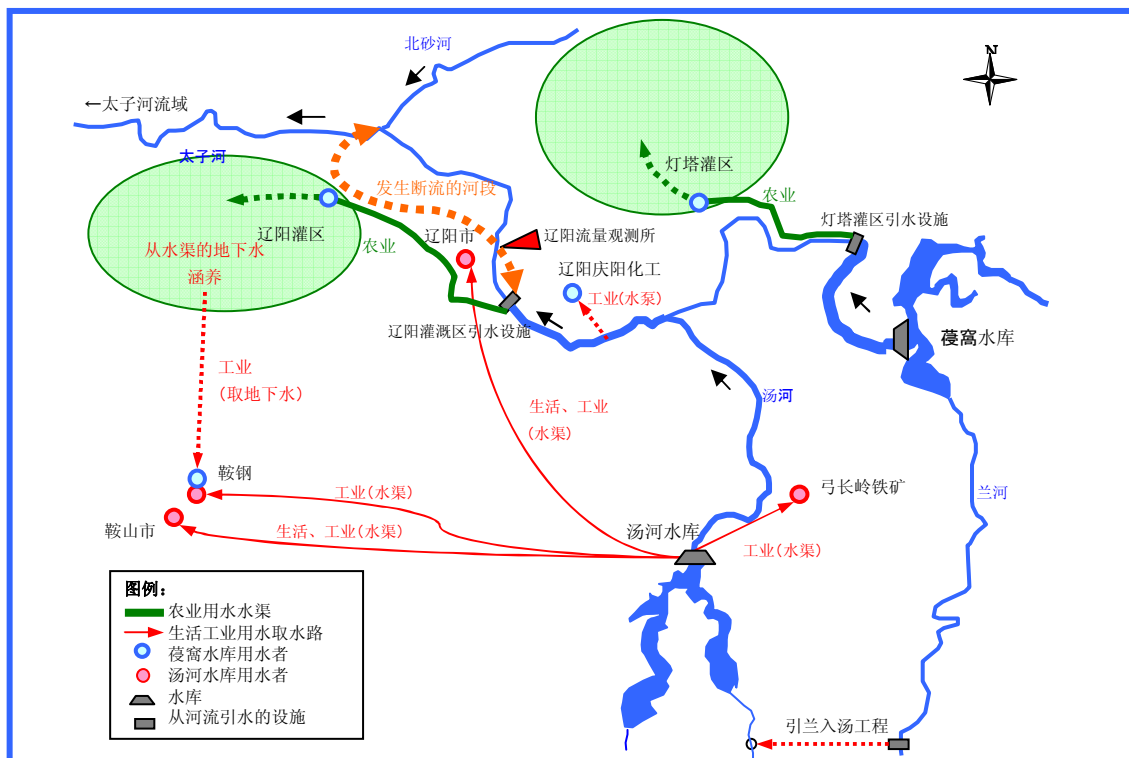 北砂河
N
←太子河流域
太子河
灯塔灌区
农业
发生断流的河段
灯塔灌区引水设施
辽阳灌区
辽阳市
辽阳流量观测所
农业
从水渠的地下水
涵养
辽阳庆阳化工
工业(水泵)
辽阳灌溉区引水设施
葠窝水库
工业
(取地下水)
汤河
生活、工业
(水渠)
鞍钢
工业(水渠)
弓长岭铁矿
兰河
鞍山市
生活、工业(水渠)
汤河水库
工业(水渠)
图例：
农业用水水渠
生活工业用水取水路
葠窝水库用水者
汤河水库用水者
水库
从河流引水的设施
引兰入汤工程